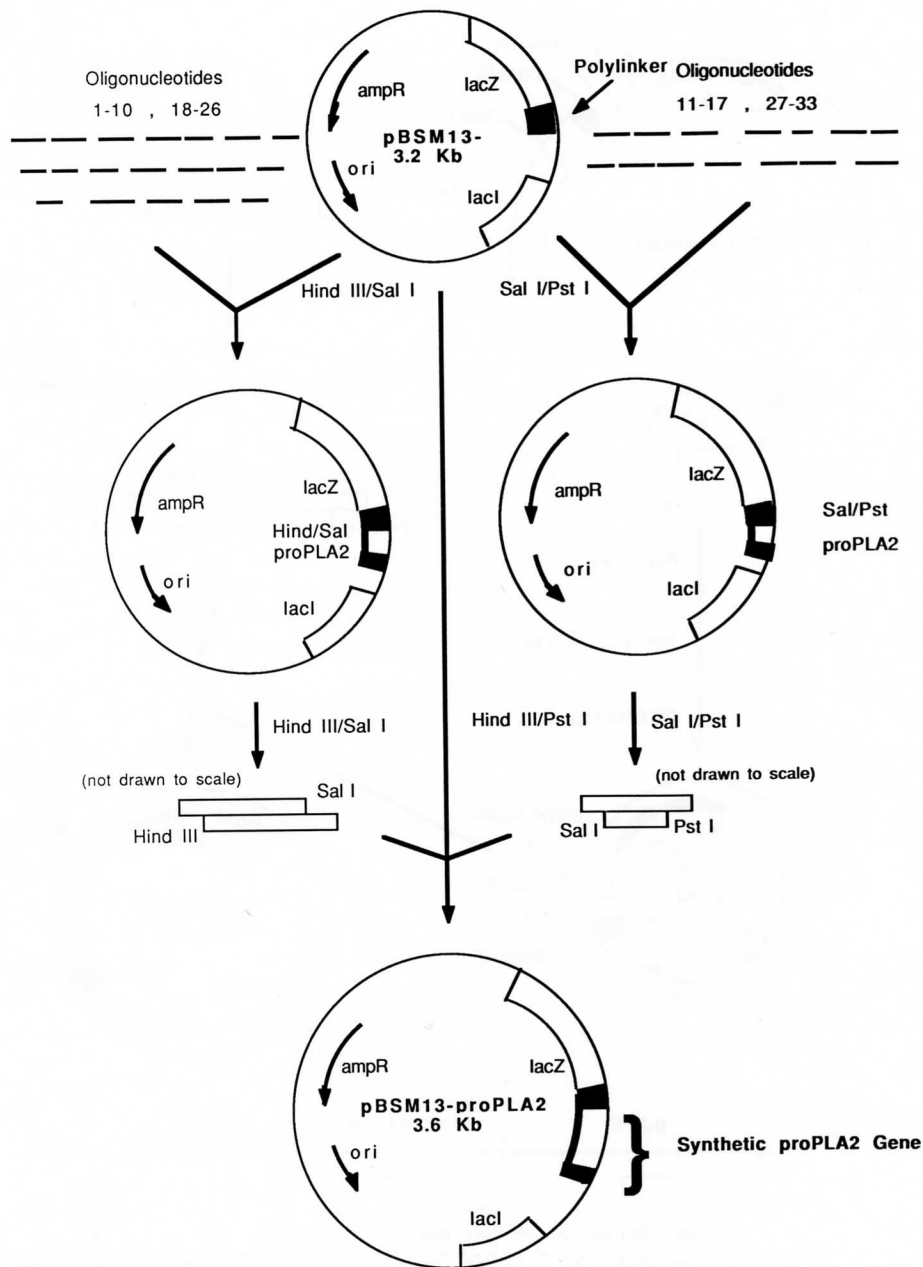 Oligonucleotides
1-10 , 18-26
ampR
lacZ
pBSM13-
3.2 Kb
ori
lacI
Polylinker
Oligonucleotides
11-17 , 27-33
Hind III/Sal I
Sal I/Pst I
ampR
lacZ
Hind/Sal
proPLA2
ori
lacI
ampR
lacZ
ori
lacI
Sal/Pst
proPLA2
Hind III/Sal I
Hind III/Pst I
Sal I/Pst I
(not drawn to scale)
Sal I
Hind III
(not drawn to scale)
Sal I
Pst I
ampR
lacZ
pBSM13-proPLA2
3.6 Kb
ori
lacI
Synthetic proPLA2 Gene